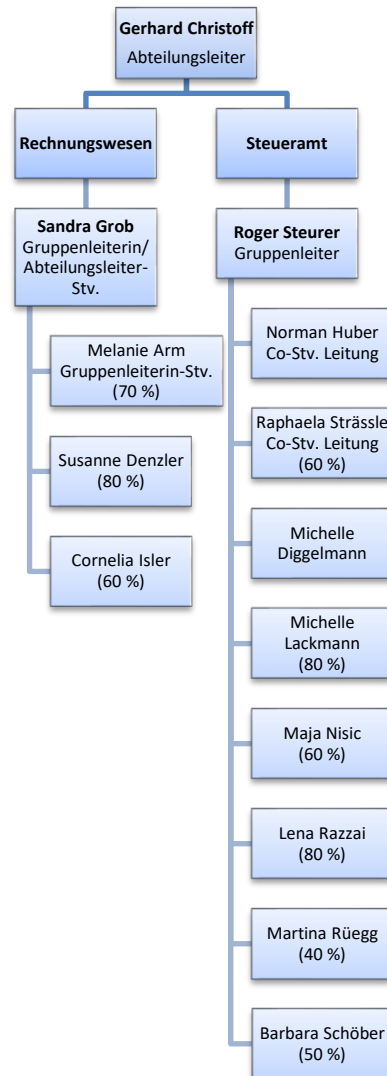 Gerhard Christoff
Abteilungsleiter
Rechnungswesen
Sandra Grob
Gruppenleiterin/
Abteilungsleiter-
Stv.
Melanie Arm
Gruppenleiterin-Stv.
(70 %)
Susanne Denzler
(80 %)
Cornelia Isler
(60 %)
Steueramt
Roger Steurer
Gruppenleiter
Norman Huber
Co-Stv. Leitung
Raphaela Strässle
Co-Stv. Leitung
(60 %)
Michelle
Diggelmann
Michelle
Lackmann
(80 %)
Maja Nisic
(60 %)
Lena Razzai
(80 %)
Martina Rüegg
(40 %)
Barbara Schöber
(50 %)